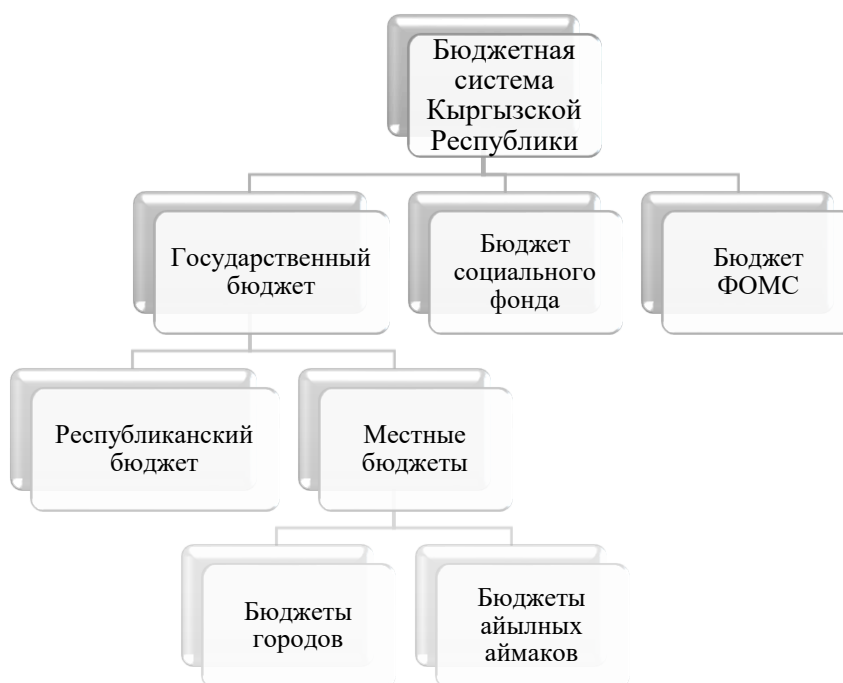 Бюджетная
система
Кыргызской
Республики
Государственный
бюджет
Бюджет
социального
фонда
Бюджет
ФОМС
Республиканский
бюджет
Местные
бюджеты
Бюджеты
городов
Бюджеты
айылных
аймаков